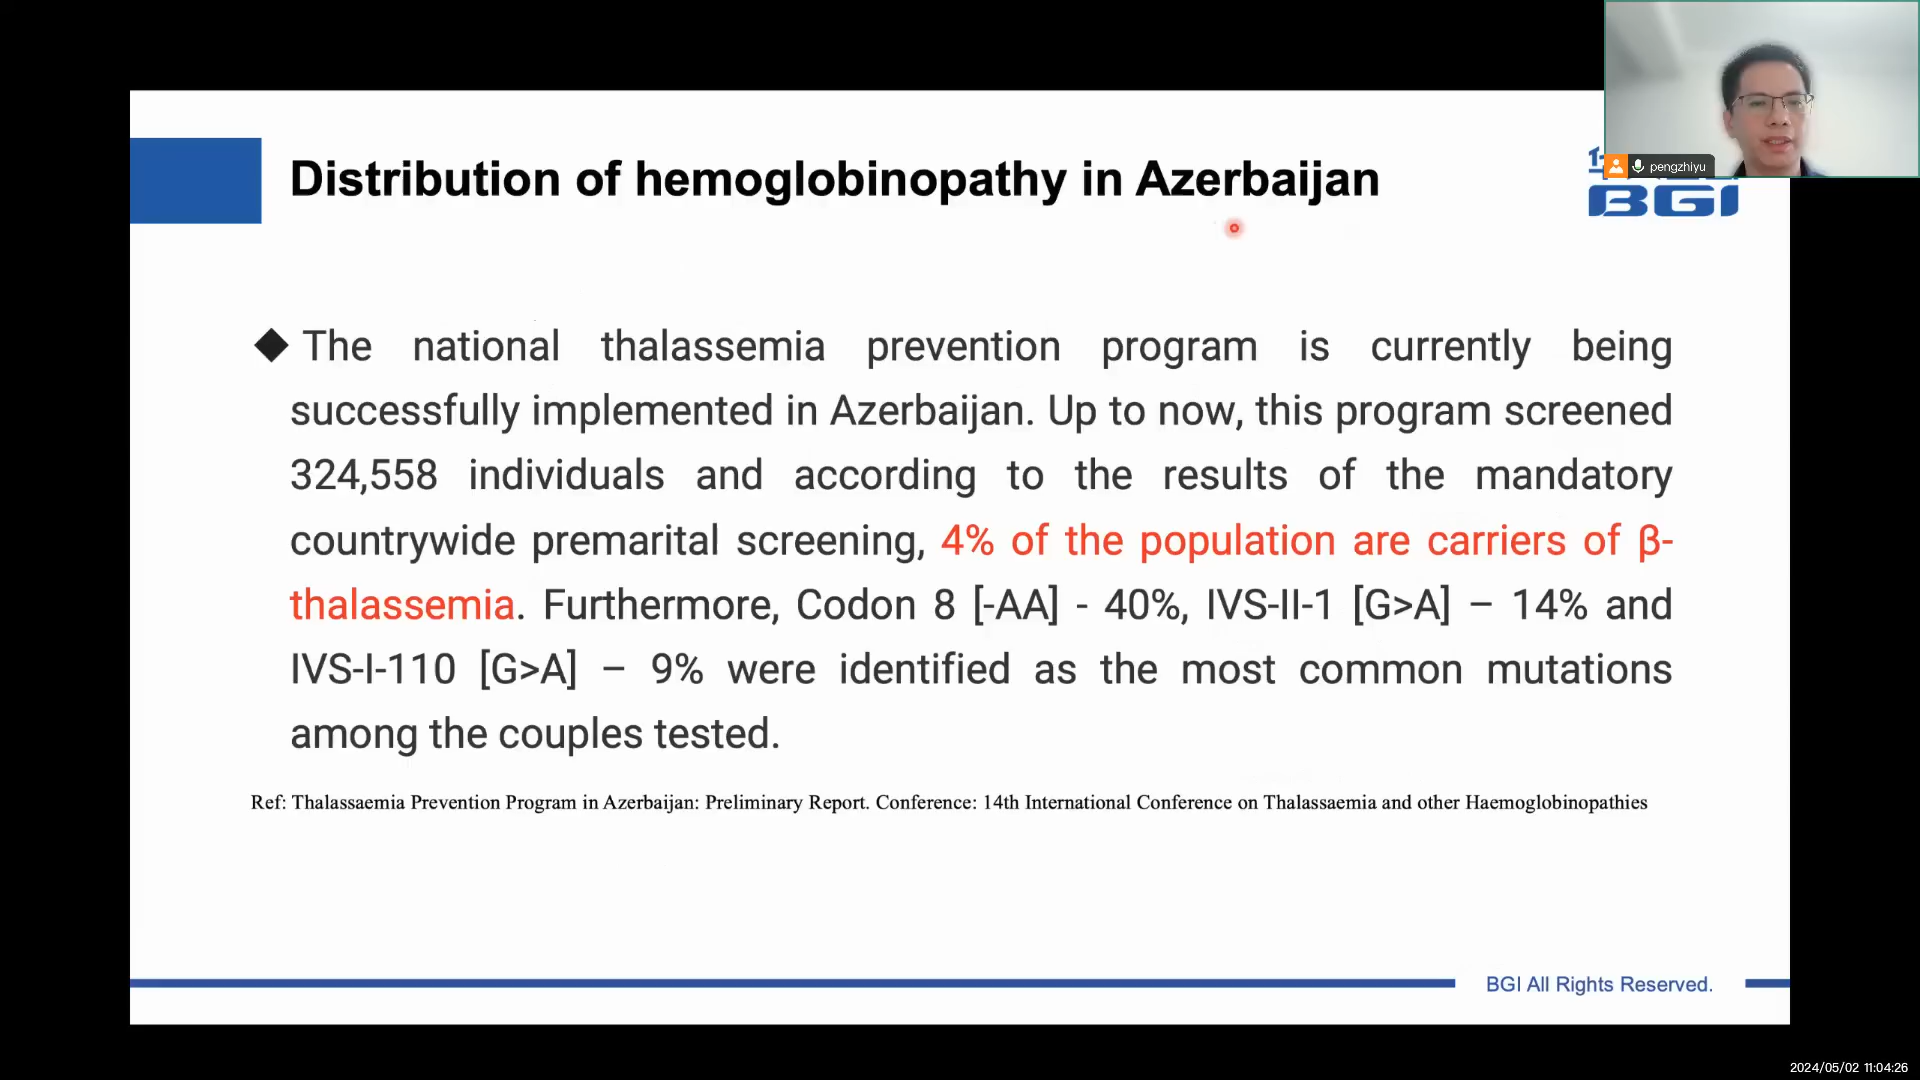 Distribution of hemoglobinopathy in Azerbaijan
pengzhiyu
BGI
◆ The national thalassemia prevention program is currently being
successfully implemented in Azerbaijan. Up to now, this program screened
324,558 individuals and according to the results of the mandatory
countrywide premarital screening, 4% of the population are carriers of β-
thalassemia. Furthermore, Codon 8 [-AA] - 40%, IVS-II-1 [G>A] – 14% and
IVS-I-110 [G>A] – 9% were identified as the most common mutations
among the couples tested.
Ref: Thalassaemia Prevention Program in Azerbaijan: Preliminary Report. Conference: 14th International Conference on Thalassaemia and other Haemoglobinopathies
BGI All Rights Reserved.
2024/05/02 11:04:26